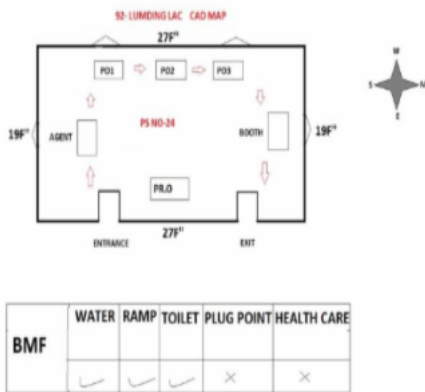 92- LUMDING LAC CAD MAP
27F"
W
PO1 PO2 PO3
S N
E
PS NO-24
19F" AGENT BOOTH 19F"
PR.O
27F"
ENTRANCE EXIT
BMF WATER RAMP TOILET PLUG POINT HEALTH CARE